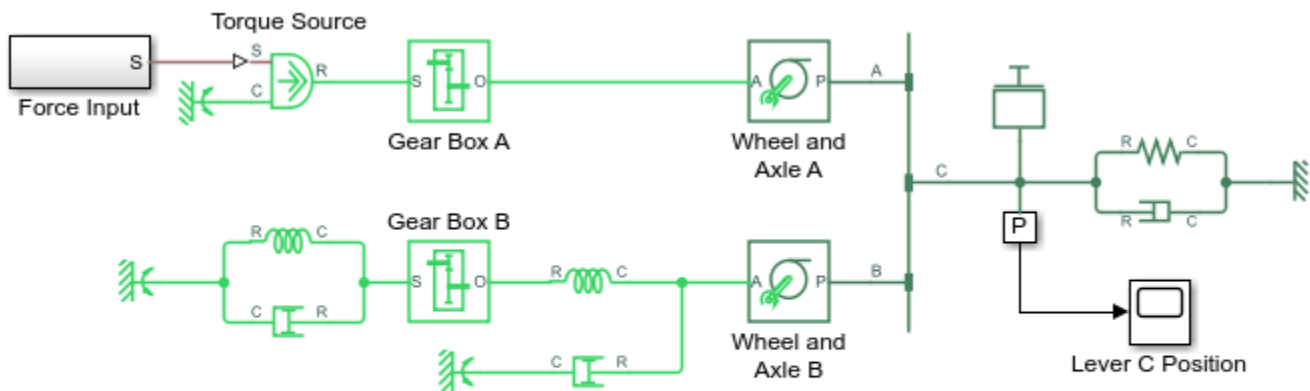 Torque Source
S
S
R
C
Force Input
S
O
Gear Box A
A
P
Wheel and
Axle A
A
C
R
C
R
C
P
Lever C Position
Gear Box B
R
C
C
R
S
O
R
C
C
R
A
P
B
Wheel and
Axle B